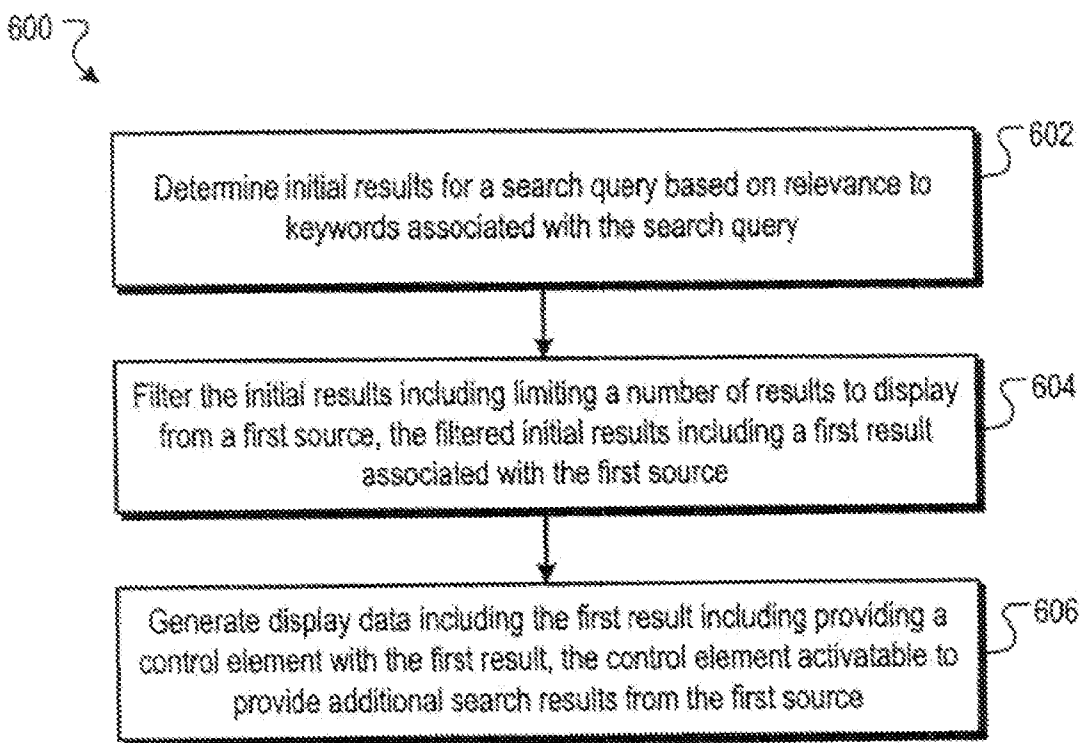 600
602
Determine initial results for a search query based on relevance to
keywords associated with the search query
604
Filter the initial results including limiting a number of results to display
from a first source, the filtered initial results including a first result
associated with the first source
606
Generate display data including the first result including providing a
control element with the first result, the control element activatable to
provide additional search results from the first source